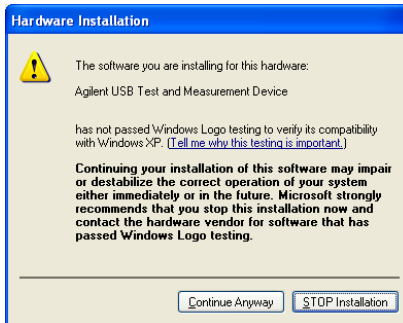 Hardware Installation
The software you are installing for this hardware:
Agilent USB Test and Measurement Device
has not passed Windows Logo testing to verify its compatibility
with Windows XP. (Tell me why this testing is important.)
Continuing your installation of this software may impair
or destabilize the correct operation of your system
either immediately or in the future. Microsoft strongly
recommends that you stop this installation now and
contact the hardware vendor for software that has
passed Windows Logo testing.
Continue Anyway STOP Installation